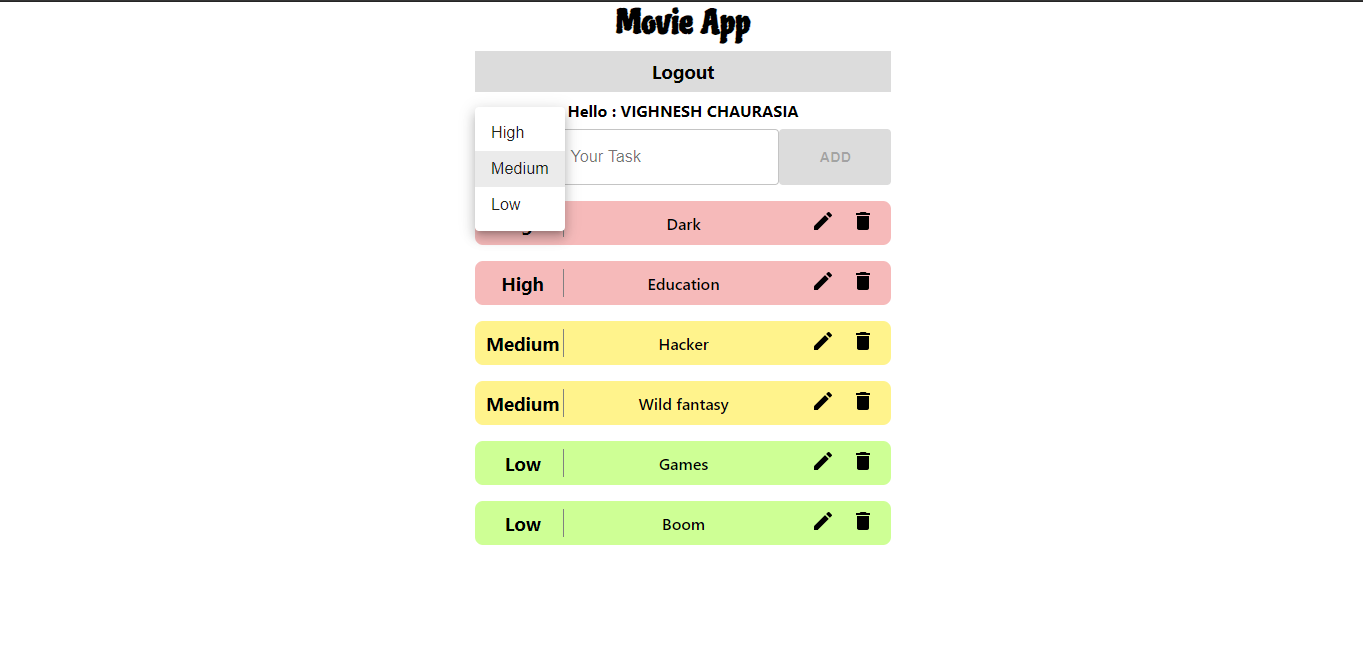 Movie App
Logout
Hello : VIGHNESH CHAURASIA
High
Medium
Low
Your Task
ADD
Dark
High Education
Medium Hacker
Medium Wild fantasy
Low Games
Low Boom